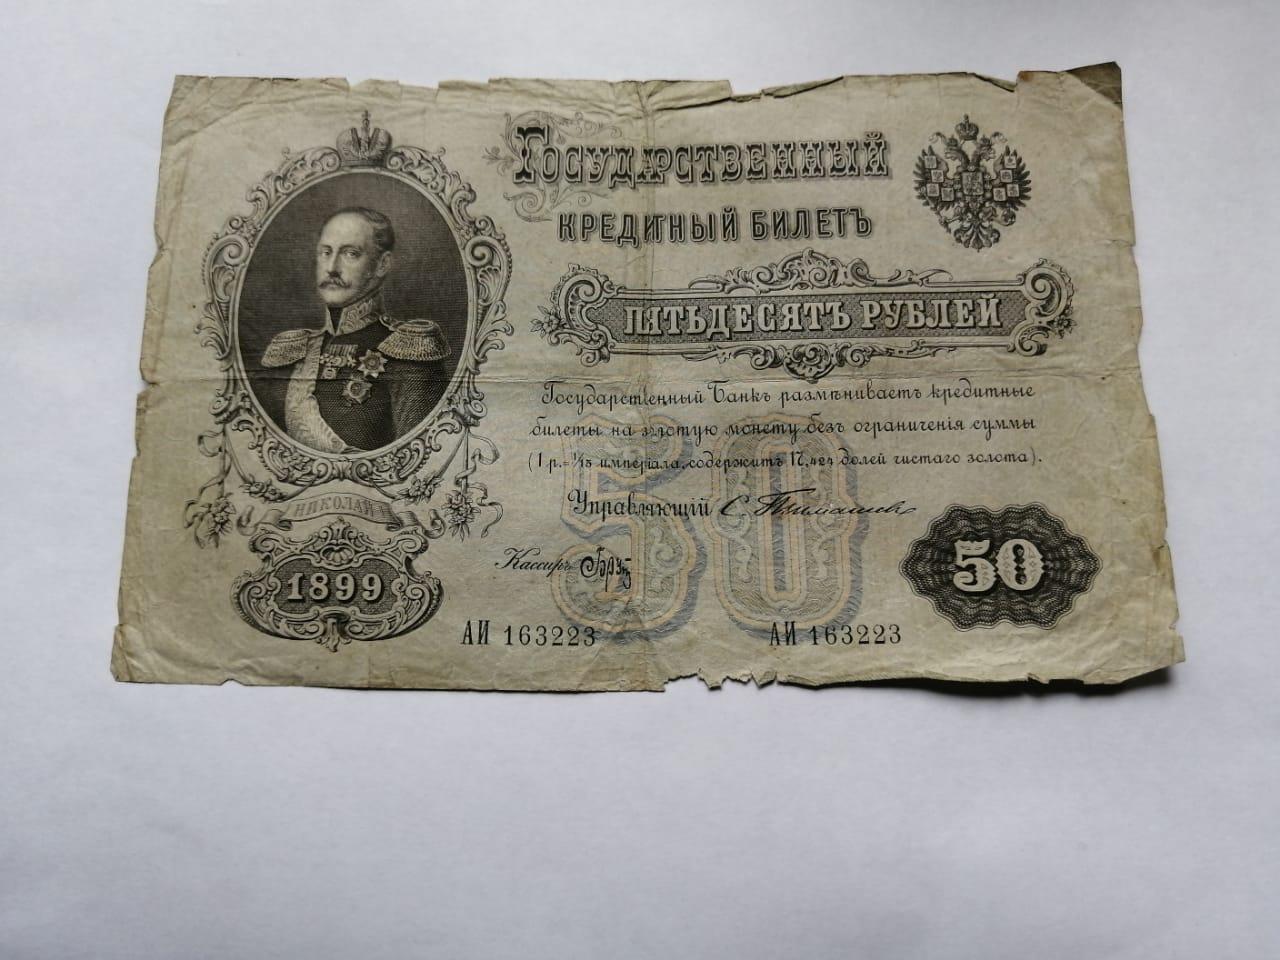 Государственный
кредитный билетъ
пятьдесятъ рублей
Государственный Банкъ размѣниваетъ кредитные
билеты на золотую монету безъ ограниченія суммы
(1 р.= 1/15 имперіала, содержитъ 17,424 долей чистаго золота).
Управляющій С. Тимашевъ
Кассиръ
НИКОЛАЙ I
1899
50
50
АИ 163223
АИ 163223